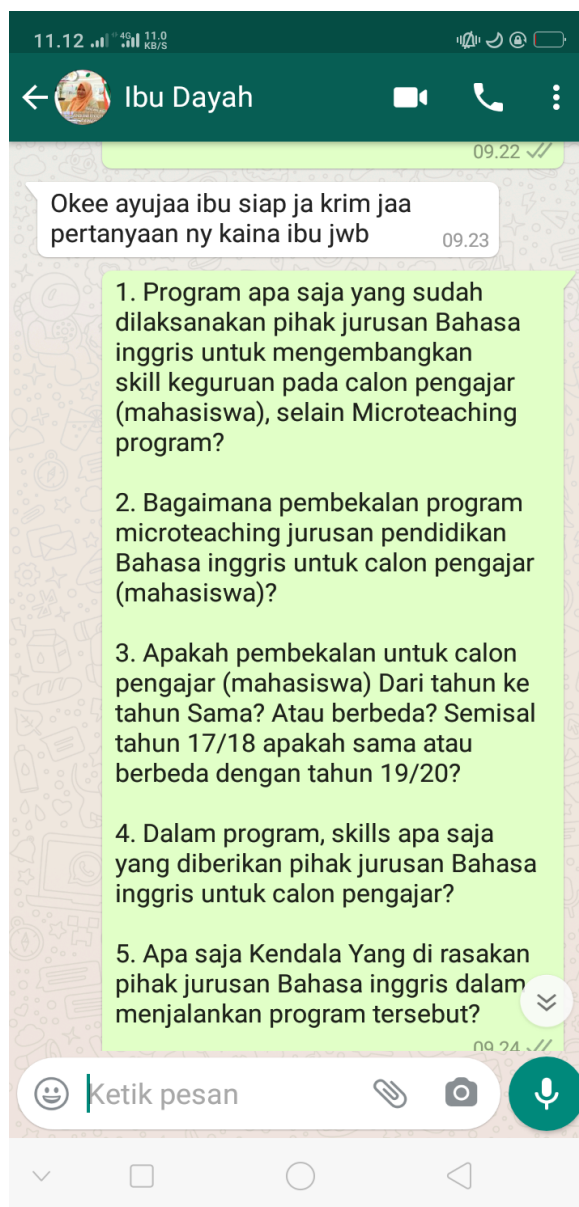 11.12 4G 11.0 KB/S
Ibu Dayah
09.22
Okee ayujaa ibu siap ja krim jaa
pertanyaan ny kaina ibu jwb
09.23
1. Program apa saja yang sudah
dilaksanakan pihak jurusan Bahasa
inggris untuk mengembangkan
skill keguruan pada calon pengajar
(mahasiswa), selain Microteaching
program?
2. Bagaimana pembekalan program
microteaching jurusan pendidikan
Bahasa inggris untuk calon pengajar
(mahasiswa)?
3. Apakah pembekalan untuk calon
pengajar (mahasiswa) Dari tahun ke
tahun Sama? Atau berbeda? Semisal
tahun 17/18 apakah sama atau
berbeda dengan tahun 19/20?
4. Dalam program, skills apa saja
yang diberikan pihak jurusan Bahasa
inggris untuk calon pengajar?
5. Apa saja Kendala Yang di rasakan
pihak jurusan Bahasa inggris dalam
menjalankan program tersebut?
09.24
Ketik pesan